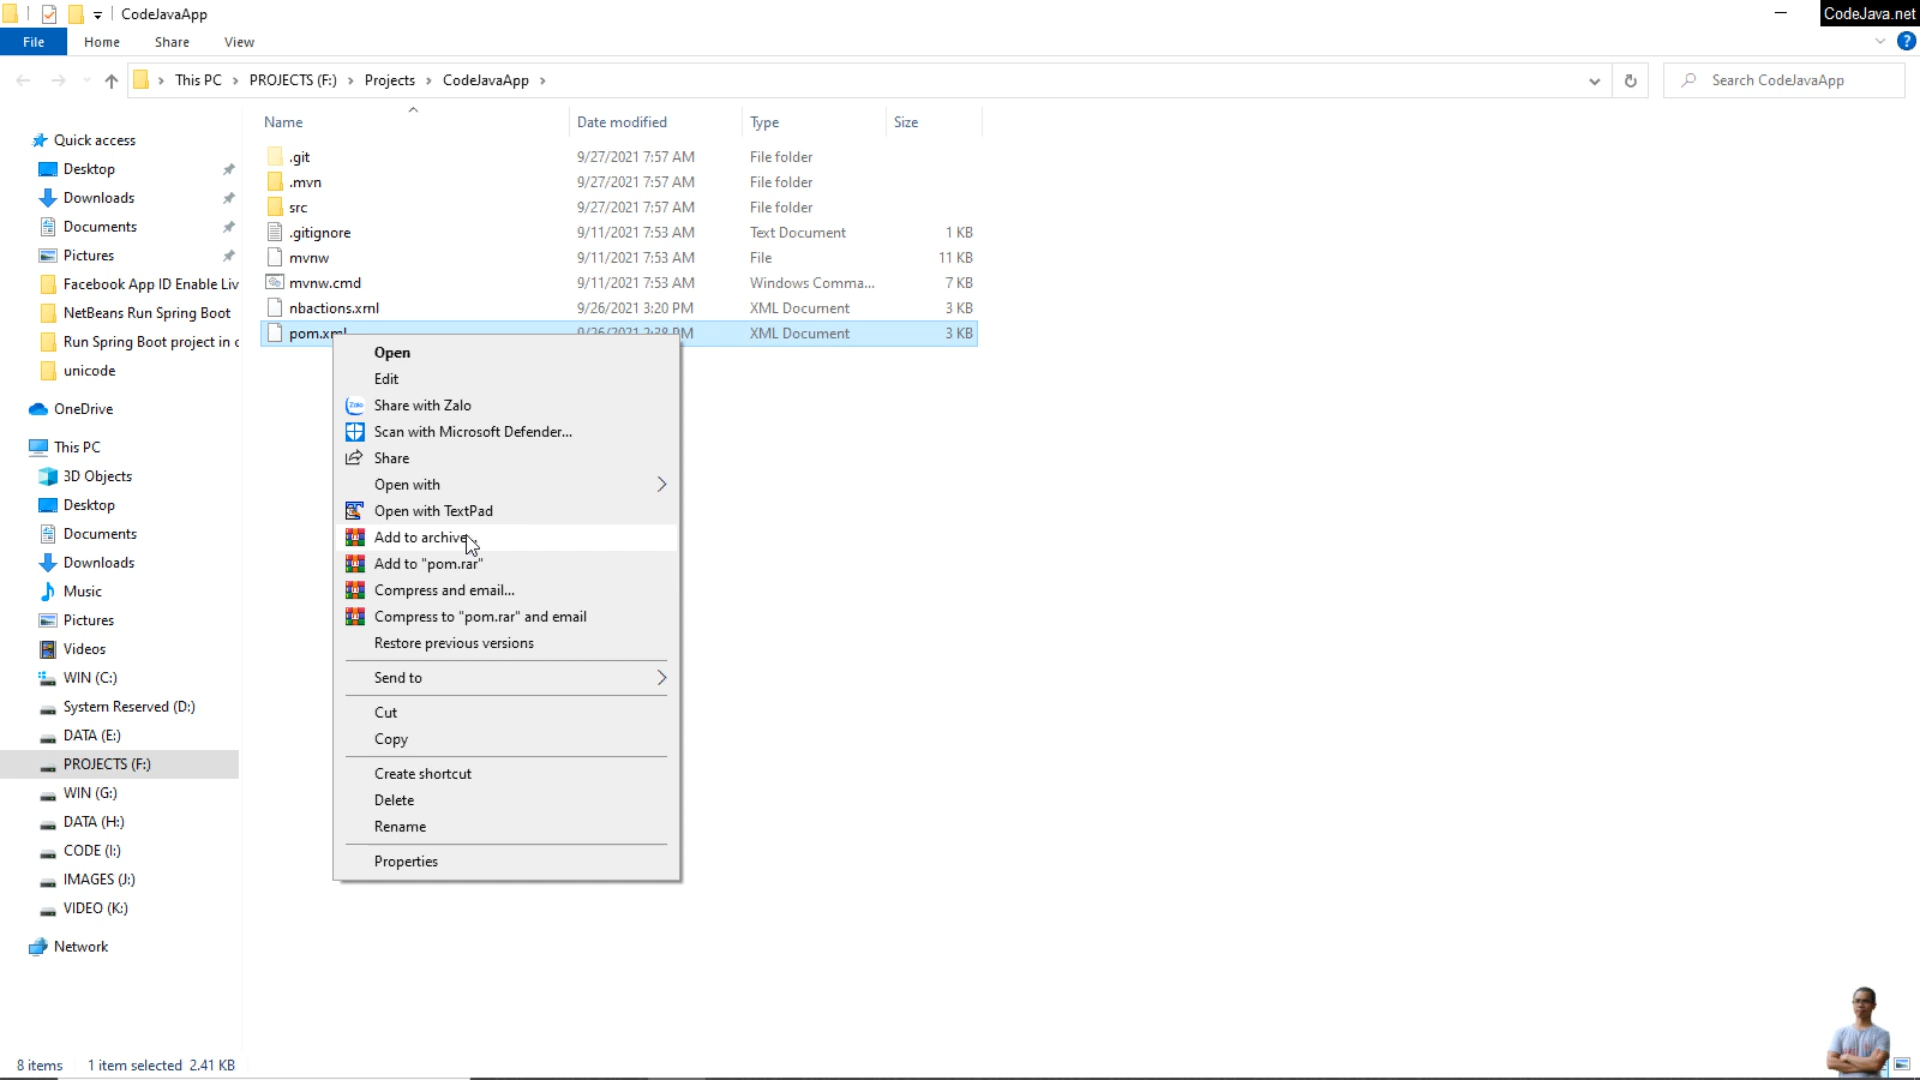 CodeJavaApp
CodeJava.net
File Home Share View
This PC PROJECTS (F:) Projects CodeJavaApp
Search CodeJavaApp
Name Date modified Type Size
.git 9/27/2021 7:57 AM File folder
.mvn 9/27/2021 7:57 AM File folder
src 9/27/2021 7:57 AM File folder
.gitignore 9/11/2021 7:53 AM Text Document 1 KB
mvnw 9/11/2021 7:53 AM File 11 KB
mvnw.cmd 9/11/2021 7:53 AM Windows Comma... 7 KB
nbactions.xml 9/26/2021 3:20 PM XML Document 3 KB
pom.xml 9/26/2021 2:38 PM XML Document 3 KB
Quick access
Desktop
Downloads
Documents
Pictures
Facebook App ID Enable Liv
NetBeans Run Spring Boot
Run Spring Boot project in c
unicode
OneDrive
This PC
3D Objects
Desktop
Documents
Downloads
Music
Pictures
Videos
WIN (C:)
System Reserved (D:)
DATA (E:)
PROJECTS (F:)
WIN (G:)
DATA (H:)
CODE (I:)
IMAGES (J:)
VIDEO (K:)
Network
Open
Edit
Share with Zalo
Scan with Microsoft Defender...
Share
Open with
Open with TextPad
Add to archive...
Add to "pom.rar"
Compress and email...
Compress to "pom.rar" and email
Restore previous versions
Send to
Cut
Copy
Create shortcut
Delete
Rename
Properties
8 items 1 item selected 2.41 KB